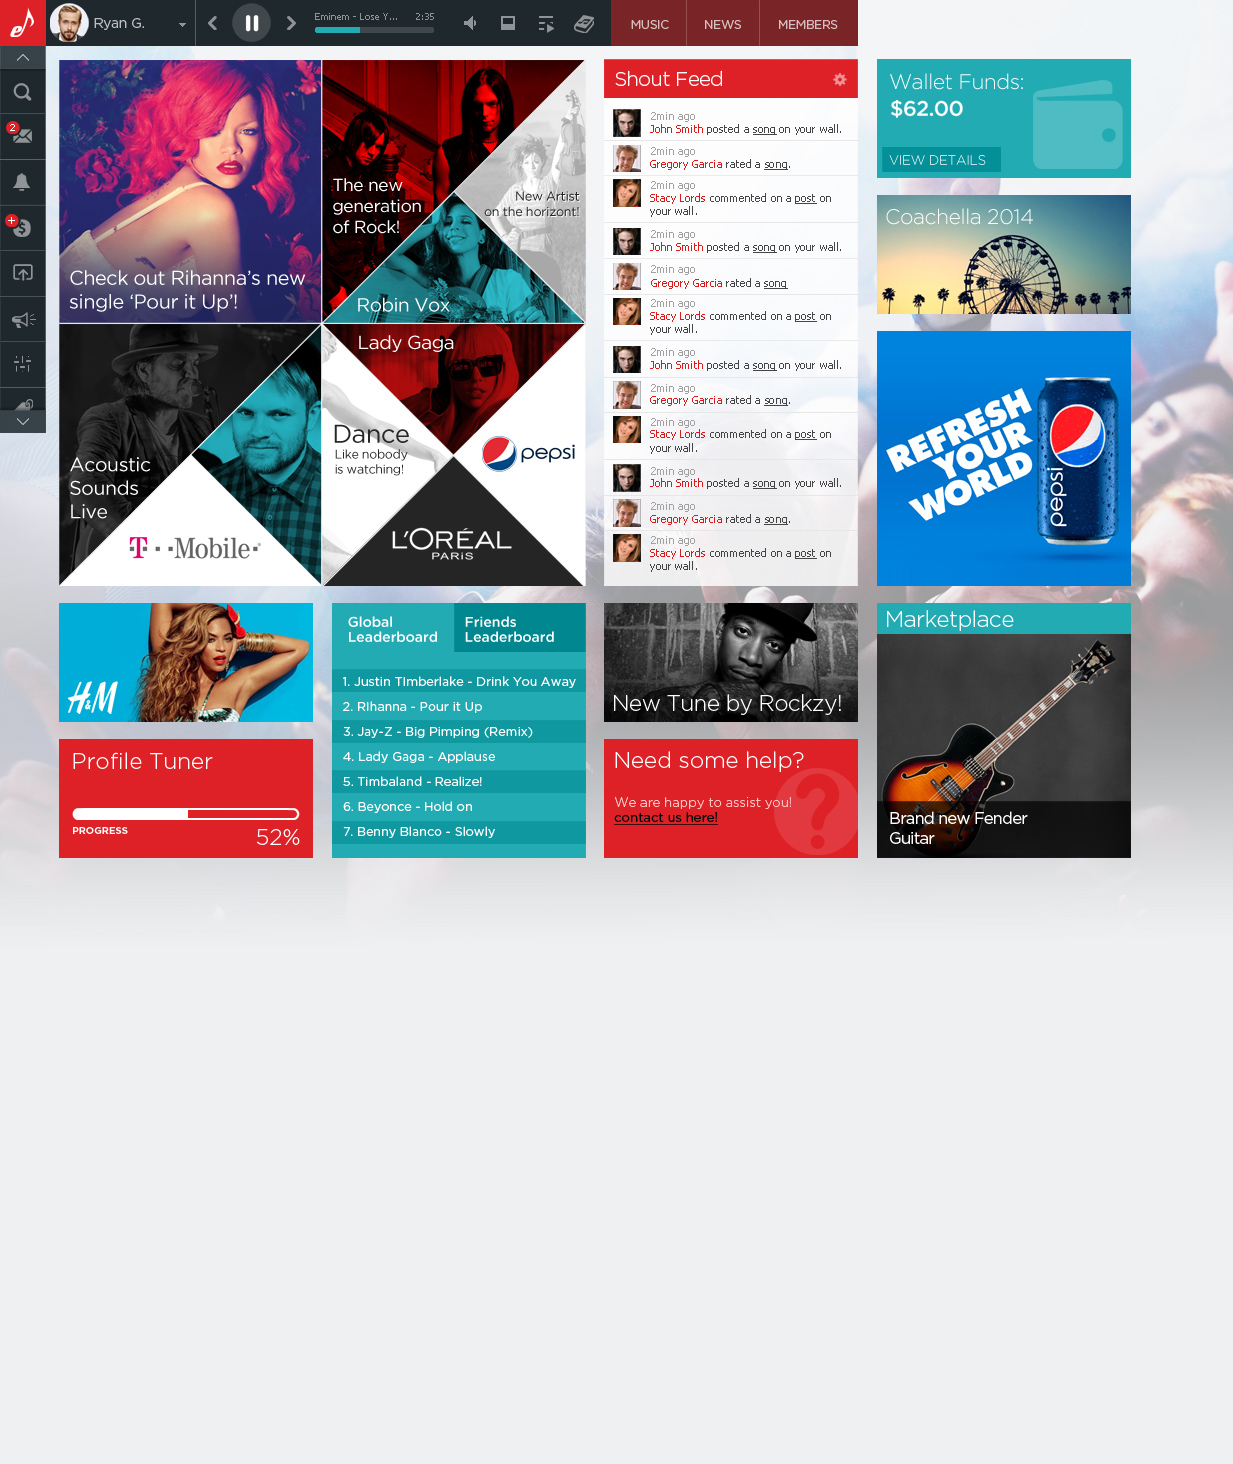 Ryan G.
Eminem - Lose Y... 2:35
MUSIC
NEWS
MEMBERS
2
+
Check out Rihanna's new
single 'Pour it Up'!
The new
generation
of Rock!
New Artist
on the horizont!
Robin Vox
Acoustic
Sounds
Live
T··Mobile·
Lady Gaga
Dance
Like nobody
is watching!
pepsi
L'ORÉAL
PARIS
Shout Feed
2min ago
John Smith posted a song on your wall.
2min ago
Gregory Garcia rated a song.
2min ago
Stacy Lords commented on a post on
your wall.
2min ago
John Smith posted a song on your wall.
2min ago
Gregory Garcia rated a song
2min ago
Stacy Lords commented on a post on
your wall.
2min ago
John Smith posted a song on your wall.
2min ago
Gregory Garcia rated a song.
2min ago
Stacy Lords commented on a post on
your wall.
2min ago
John Smith posted a song on your wall.
2min ago
Gregory Garcia rated a song.
2min ago
Stacy Lords commented on a post on
your wall.
Wallet Funds:
$62.00
VIEW DETAILS
Coachella 2014
REFRESH
YOUR
WORLD
pepsi
H&M
Profile Tuner
PROGRESS
52%
Global
Leaderboard
Friends
Leaderboard
1. Justin TImberlake - Drink You Away
2. RIhanna - Pour it Up
3. Jay-Z - Big Pimping (Remix)
4. Lady Gaga - Applause
5. Timbaland - Realize!
6. Beyonce - Hold on
7. Benny Blanco - Slowly
New Tune by Rockzy!
Need some help?
We are happy to assist you!
contact us here!
?
Marketplace
Brand new Fender
Guitar